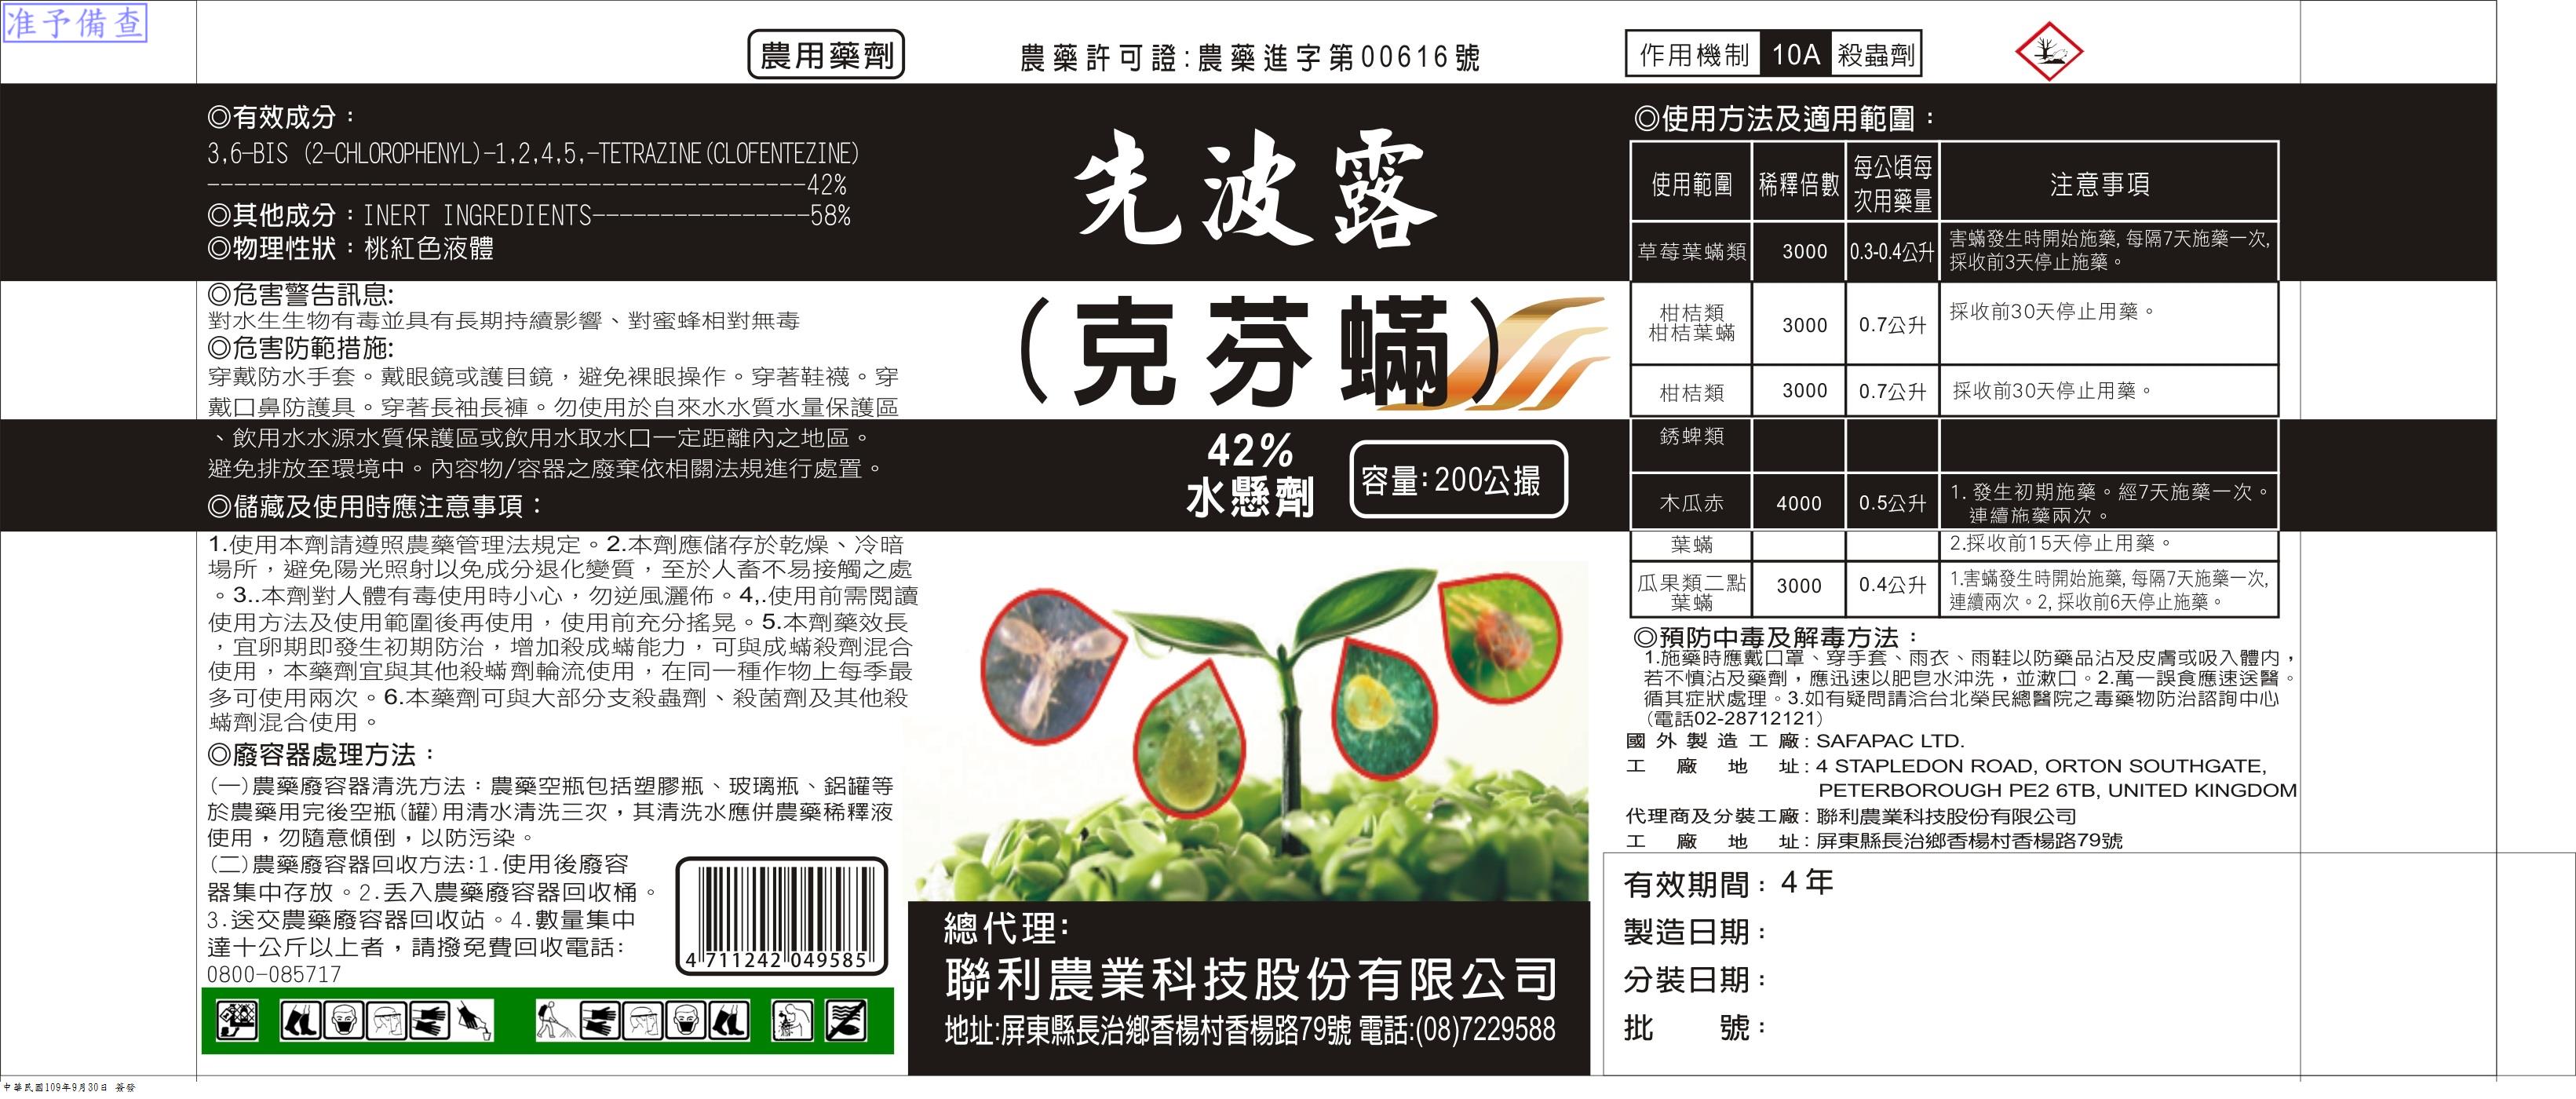 准予備查
農用藥劑
農藥許可證:農藥進字第00616號
作用機制 10A 殺蟲劑
◎有效成分：
3,6-BIS (2-CHLOROPHENYL)-1,2,4,5,-TETRAZINE(CLOFENTEZINE)
--------------------------------------------42%
◎其他成分：INERT INGREDIENTS----------------58%
◎物理性狀：桃紅色液體
◎危害警告訊息:
對水生生物有毒並具有長期持續影響、對蜜蜂相對無毒
◎危害防範措施:
穿戴防水手套。戴眼鏡或護目鏡，避免裸眼操作。穿著鞋襪。穿
戴口鼻防護具。穿著長袖長褲。勿使用於自來水水質水量保護區
、飲用水水源水質保護區或飲用水取水口一定距離內之地區。
避免排放至環境中。內容物/容器之廢棄依相關法規進行處置。
◎儲藏及使用時應注意事項：
1.使用本劑請遵照農藥管理法規定。2.本劑應儲存於乾燥、冷暗
場所，避免陽光照射以免成分退化變質，至於人畜不易接觸之處
。3..本劑對人體有毒使用時小心，勿逆風灑佈。4,.使用前需閱讀
使用方法及使用範圍後再使用，使用前充分搖晃。5.本劑藥效長
，宜卵期即發生初期防治，增加殺成蟎能力，可與成蟎殺劑混合
使用，本藥劑宜與其他殺蟎劑輪流使用，在同一種作物上每季最
多可使用兩次。6.本藥劑可與大部分支殺蟲劑、殺菌劑及其他殺
蟎劑混合使用。
◎廢容器處理方法：
(一)農藥廢容器清洗方法：農藥空瓶包括塑膠瓶、玻璃瓶、鋁罐等
於農藥用完後空瓶(罐)用清水清洗三次，其清洗水應併農藥稀釋液
使用，勿隨意傾倒，以防污染。
(二)農藥廢容器回收方法:1.使用後廢容
器集中存放。2.丟入農藥廢容器回收桶。
3.送交農藥廢容器回收站。4.數量集中
達十公斤以上者，請撥免費回收電話:
0800-085717
4 711242 049585
先波露
(克芬蟎)
42%
水懸劑
容量:200公撮
總代理:
聯利農業科技股份有限公司
地址:屏東縣長治鄉香楊村香楊路79號 電話:(08)7229588
◎使用方法及適用範圍：
使用範圍 稀釋倍數 每公頃每次用藥量 注意事項
草莓葉蟎類 3000 0.3-0.4公升 害蟎發生時開始施藥,每隔7天施藥一次,
採收前3天停止施藥。
柑桔類
柑桔葉蟎 3000 0.7公升 採收前30天停止用藥。
柑桔類 3000 0.7公升 採收前30天停止用藥。
銹蜱類
木瓜赤 4000 0.5公升 1.發生初期施藥。經7天施藥一次。
連續施藥兩次。
葉蟎 2.採收前15天停止用藥。
瓜果類二點
葉蟎 3000 0.4公升 1.害蟎發生時開始施藥,每隔7天施藥一次,
連續兩次。2,採收前6天停止施藥。
◎預防中毒及解毒方法：
1.施藥時應戴口罩、穿手套、雨衣、雨鞋以防藥品沾及皮膚或吸入體內，
若不慎沾及藥劑，應迅速以肥皂水沖洗，並漱口。2.萬一誤食應速送醫。
循其症狀處理。3.如有疑問請洽台北榮民總醫院之毒藥物防治諮詢中心
(電話02-28712121)
國外製造工廠: SAFAPAC LTD.
工廠地址: 4 STAPLEDON ROAD, ORTON SOUTHGATE,
PETERBOROUGH PE2 6TB, UNITED KINGDOM
代理商及分裝工廠: 聯利農業科技股份有限公司
工廠地址: 屏東縣長治鄉香楊村香楊路79號
有效期間: 4年
製造日期:
分裝日期:
批號:
中華民國109年9月30日 簽發